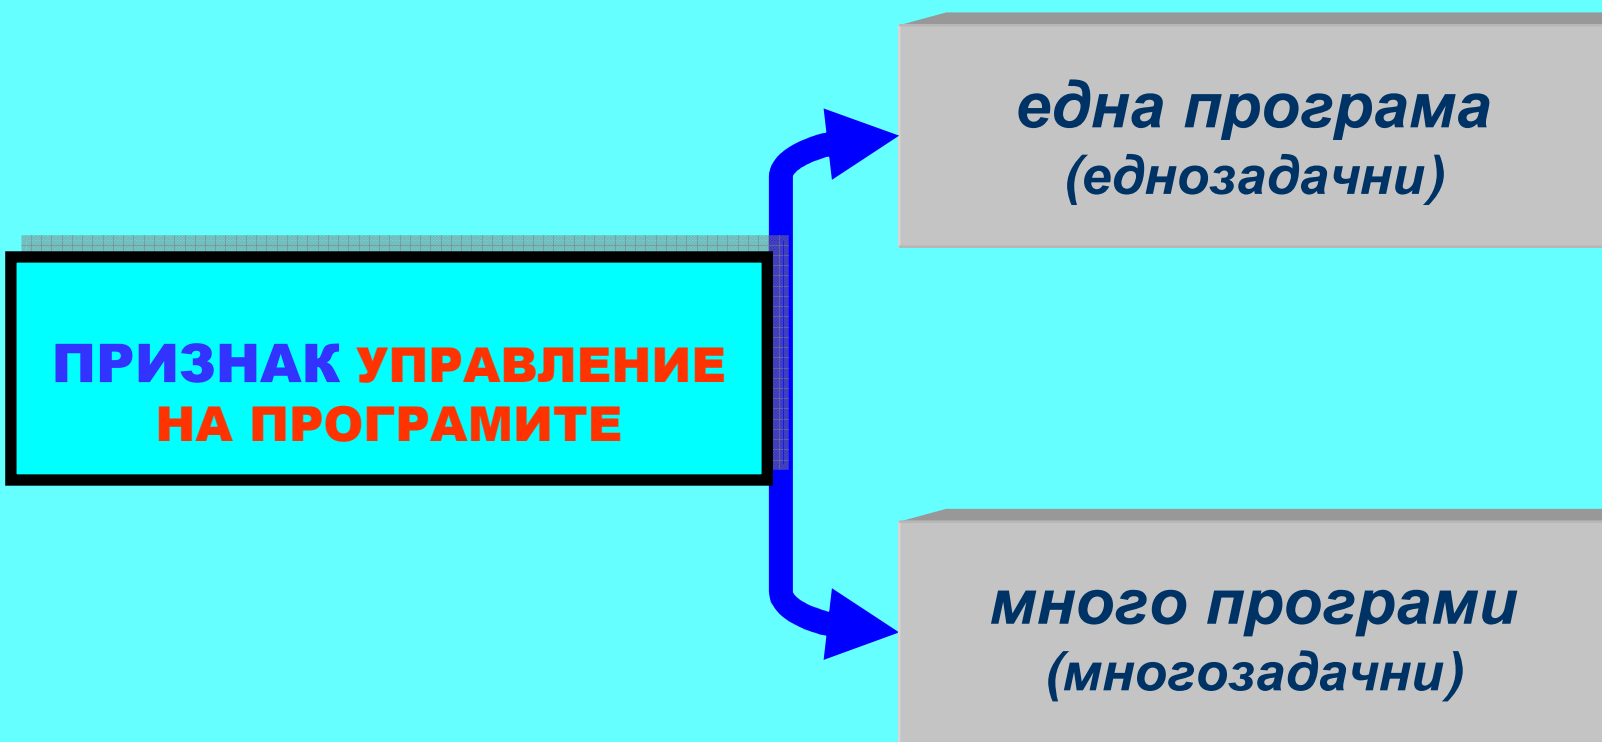 една програма
(еднозадачни)
ПРИЗНАК УПРАВЛЕНИЕ
НА ПРОГРАМИТЕ
много програми
(многозадачни)